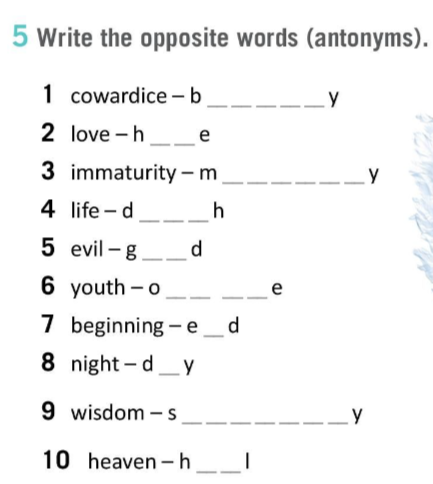 5 Write the opposite words (antonyms).
1 cowardice – b _ _ _ _ _ y
2 love – h _ _ e
3 immaturity – m _ _ _ _ _ _ y
4 life – d _ _ _ h
5 evil – g _ _ d
6 youth – o _ _ _ _ e
7 beginning – e _ d
8 night – d _ y
9 wisdom – s _ _ _ _ _ _ _ y
10 heaven – h _ _ l